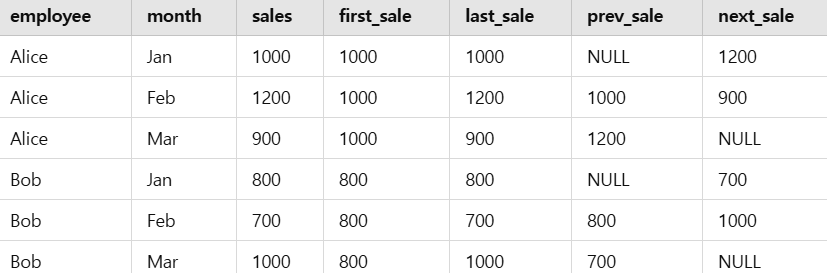 employee month sales first_sale last_sale prev_sale next_sale
Alice Jan 1000 1000 1000 NULL 1200
Alice Feb 1200 1000 1200 1000 900
Alice Mar 900 1000 900 1200 NULL
Bob Jan 800 800 800 NULL 700
Bob Feb 700 800 700 800 1000
Bob Mar 1000 800 1000 700 NULL